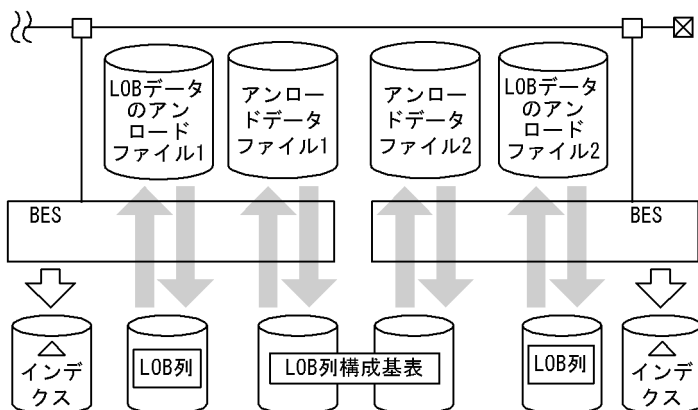 LOBデータ
のアン
ロード
ファイル1
アンロー
ドデータ
ファイル1
アンロー
ドデータ
ファイル2
LOBデータ
のアン
ロード
ファイル2
BES
BES
インデ
クス
LOB列
LOB列構成基表
LOB列
インデ
クス